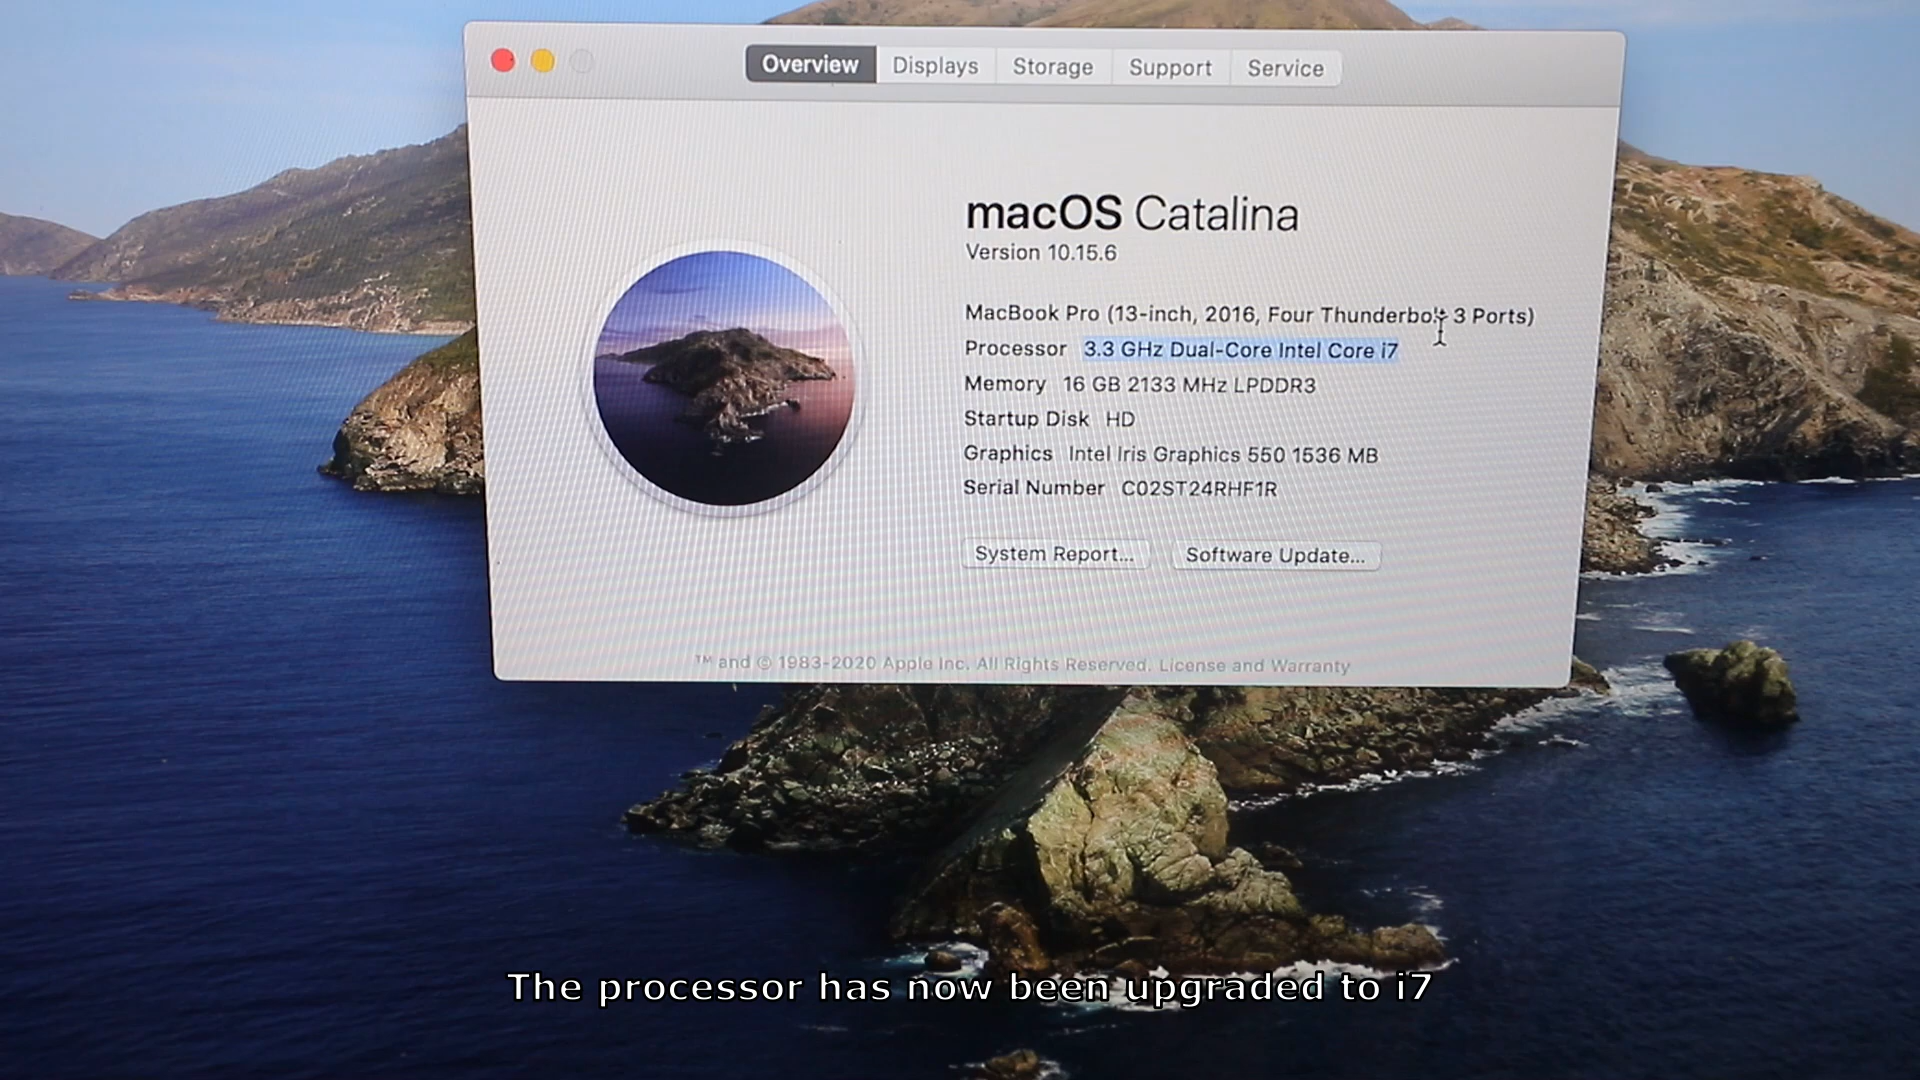 Overview Displays Storage Support Service
macOS Catalina
Version 10.15.6
MacBook Pro (13-inch, 2016, Four Thunderbolt 3 Ports)
Processor 3.3 GHz Dual-Core Intel Core i7
Memory 16 GB 2133 MHz LPDDR3
Startup Disk HD
Graphics Intel Iris Graphics 550 1536 MB
Serial Number C02ST24RHF1R
System Report... Software Update...
™ and © 1983-2020 Apple Inc. All Rights Reserved. License and Warranty
The processor has now been upgraded to i7